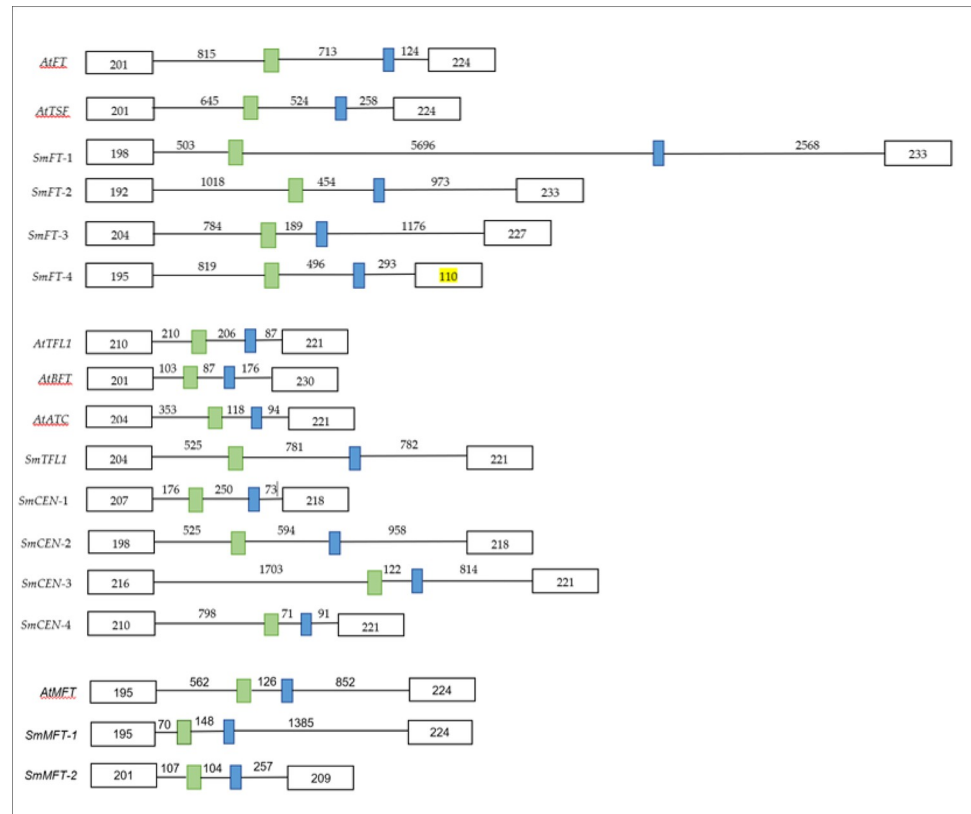 815 713 124
AtFT 201 224
645 524 258
AtTSF 201 224
503 5696 2568
SmFT-1 198 233
1018 454 973
SmFT-2 192 233
784 189 1176
SmFT-3 204 227
819 496 293
SmFT-4 195 110
210 206 87
AtTFL1 210 221
103 87 176
AtBFT 201 230
353 118 94
AtATC 204 221
525 781 782
SmTFL1 204 221
176 250 73
SmCEN-1 207 218
525 594 958
SmCEN-2 198 218
1703 122 814
SmCEN-3 216 221
798 71 91
SmCEN-4 210 221
562 126 852
AtMFT 195 224
70 148 1385
SmMFT-1 195 224
107 104 257
SmMFT-2 201 209